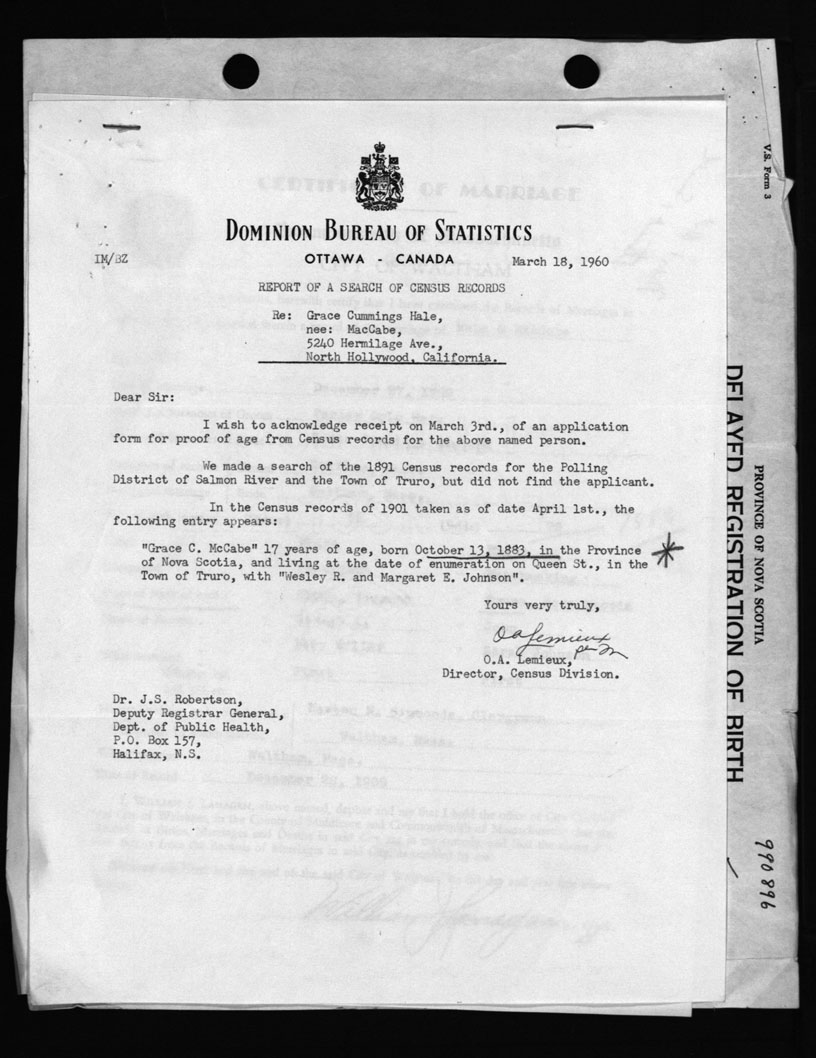 DOMINION BUREAU OF STATISTICS
OTTAWA - CANADA
IM/BZ
March 18, 1960
REPORT OF A SEARCH OF CENSUS RECORDS
Re: Grace Cummings Hale,
nee: MacCabe,
5240 Hermilage Ave.,
North Hollywood, California.
Dear Sir:
I wish to acknowledge receipt on March 3rd., of an application
form for proof of age from Census records for the above named person.
We made a search of the 1891 Census records for the Polling
District of Salmon River and the Town of Truro, but did not find the applicant.
In the Census records of 1901 taken as of date April 1st., the
following entry appears:
"Grace C. McCabe" 17 years of age, born October 13, 1883, in the Province
of Nova Scotia, and living at the date of enumeration on Queen St., in the
Town of Truro, with "Wesley R. and Margaret E. Johnson".
Yours very truly,
O A Lemieux
O.A. Lemieux,
Director, Census Division.
Dr. J.S. Robertson,
Deputy Registrar General,
Dept. of Public Health,
P.O. Box 157,
Halifax, N.S.
V.S. Form 3
PROVINCE OF NOVA SCOTIA
DELAYED REGISTRATION OF BIRTH
990896
CERTIFICATE OF MARRIAGE
CITY OF WALTHAM